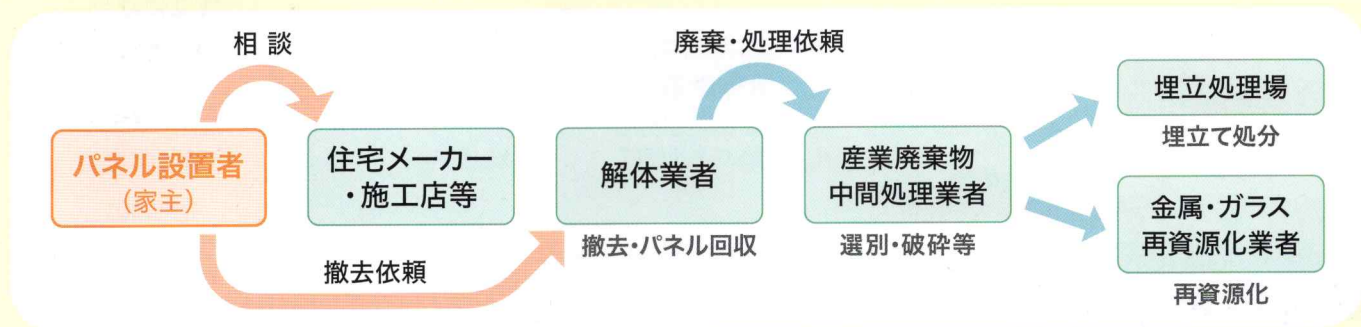 相談
廃棄・処理依頼
パネル設置者
(家主)
住宅メーカー
・施工店等
解体業者
撤去・パネル回収
産業廃棄物
中間処理業者
選別・破砕等
埋立処理場
埋立て処分
金属・ガラス
再資源化業者
再資源化
撤去依頼